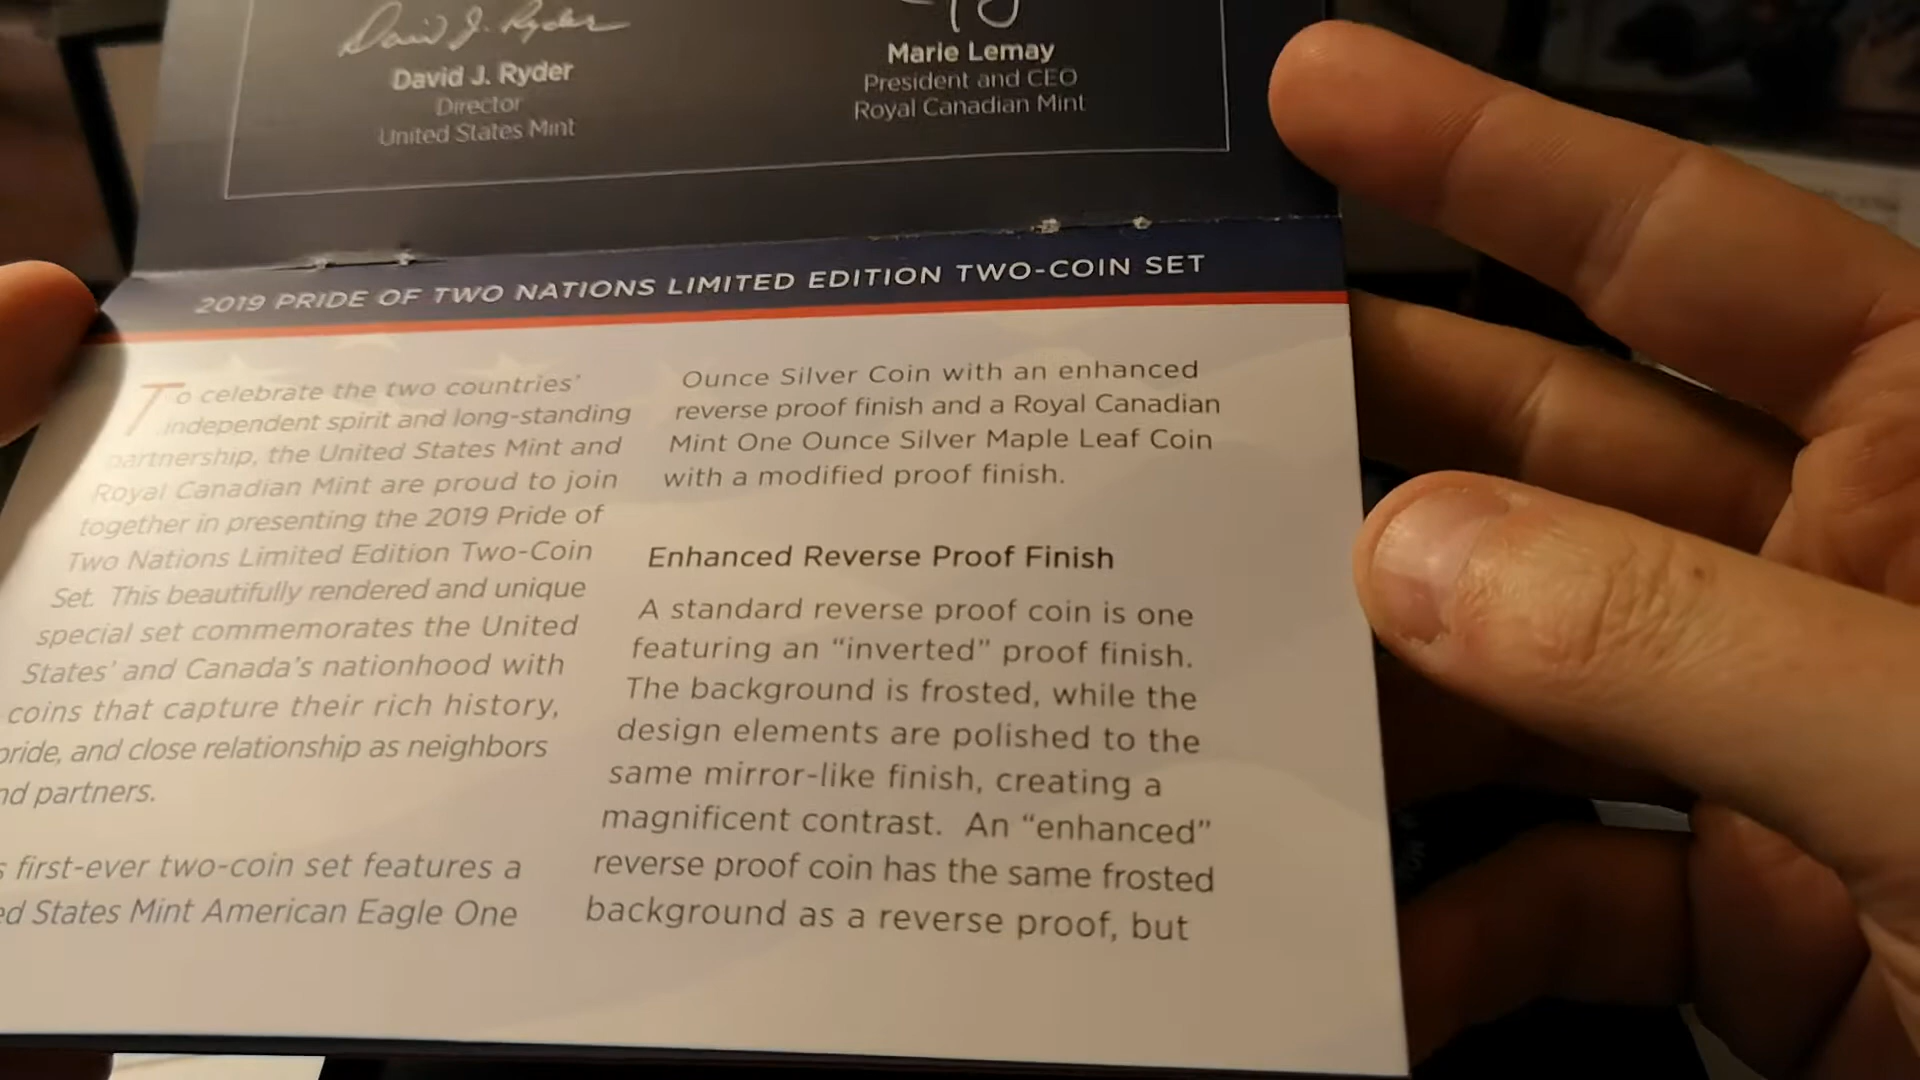 David J. Ryder
David J. Ryder
Director
United States Mint
Marie Lemay
President and CEO
Royal Canadian Mint
2019 PRIDE OF TWO NATIONS LIMITED EDITION TWO-COIN SET
To celebrate the two countries'
independent spirit and long-standing
partnership, the United States Mint and
Royal Canadian Mint are proud to join
together in presenting the 2019 Pride of
Two Nations Limited Edition Two-Coin
Set. This beautifully rendered and unique
special set commemorates the United
States' and Canada's nationhood with
coins that capture their rich history,
pride, and close relationship as neighbors
nd partners.
s first-ever two-coin set features a
ed States Mint American Eagle One
Ounce Silver Coin with an enhanced
reverse proof finish and a Royal Canadian
Mint One Ounce Silver Maple Leaf Coin
with a modified proof finish.
Enhanced Reverse Proof Finish
A standard reverse proof coin is one
featuring an “inverted” proof finish.
The background is frosted, while the
design elements are polished to the
same mirror-like finish, creating a
magnificent contrast. An “enhanced”
reverse proof coin has the same frosted
background as a reverse proof, but